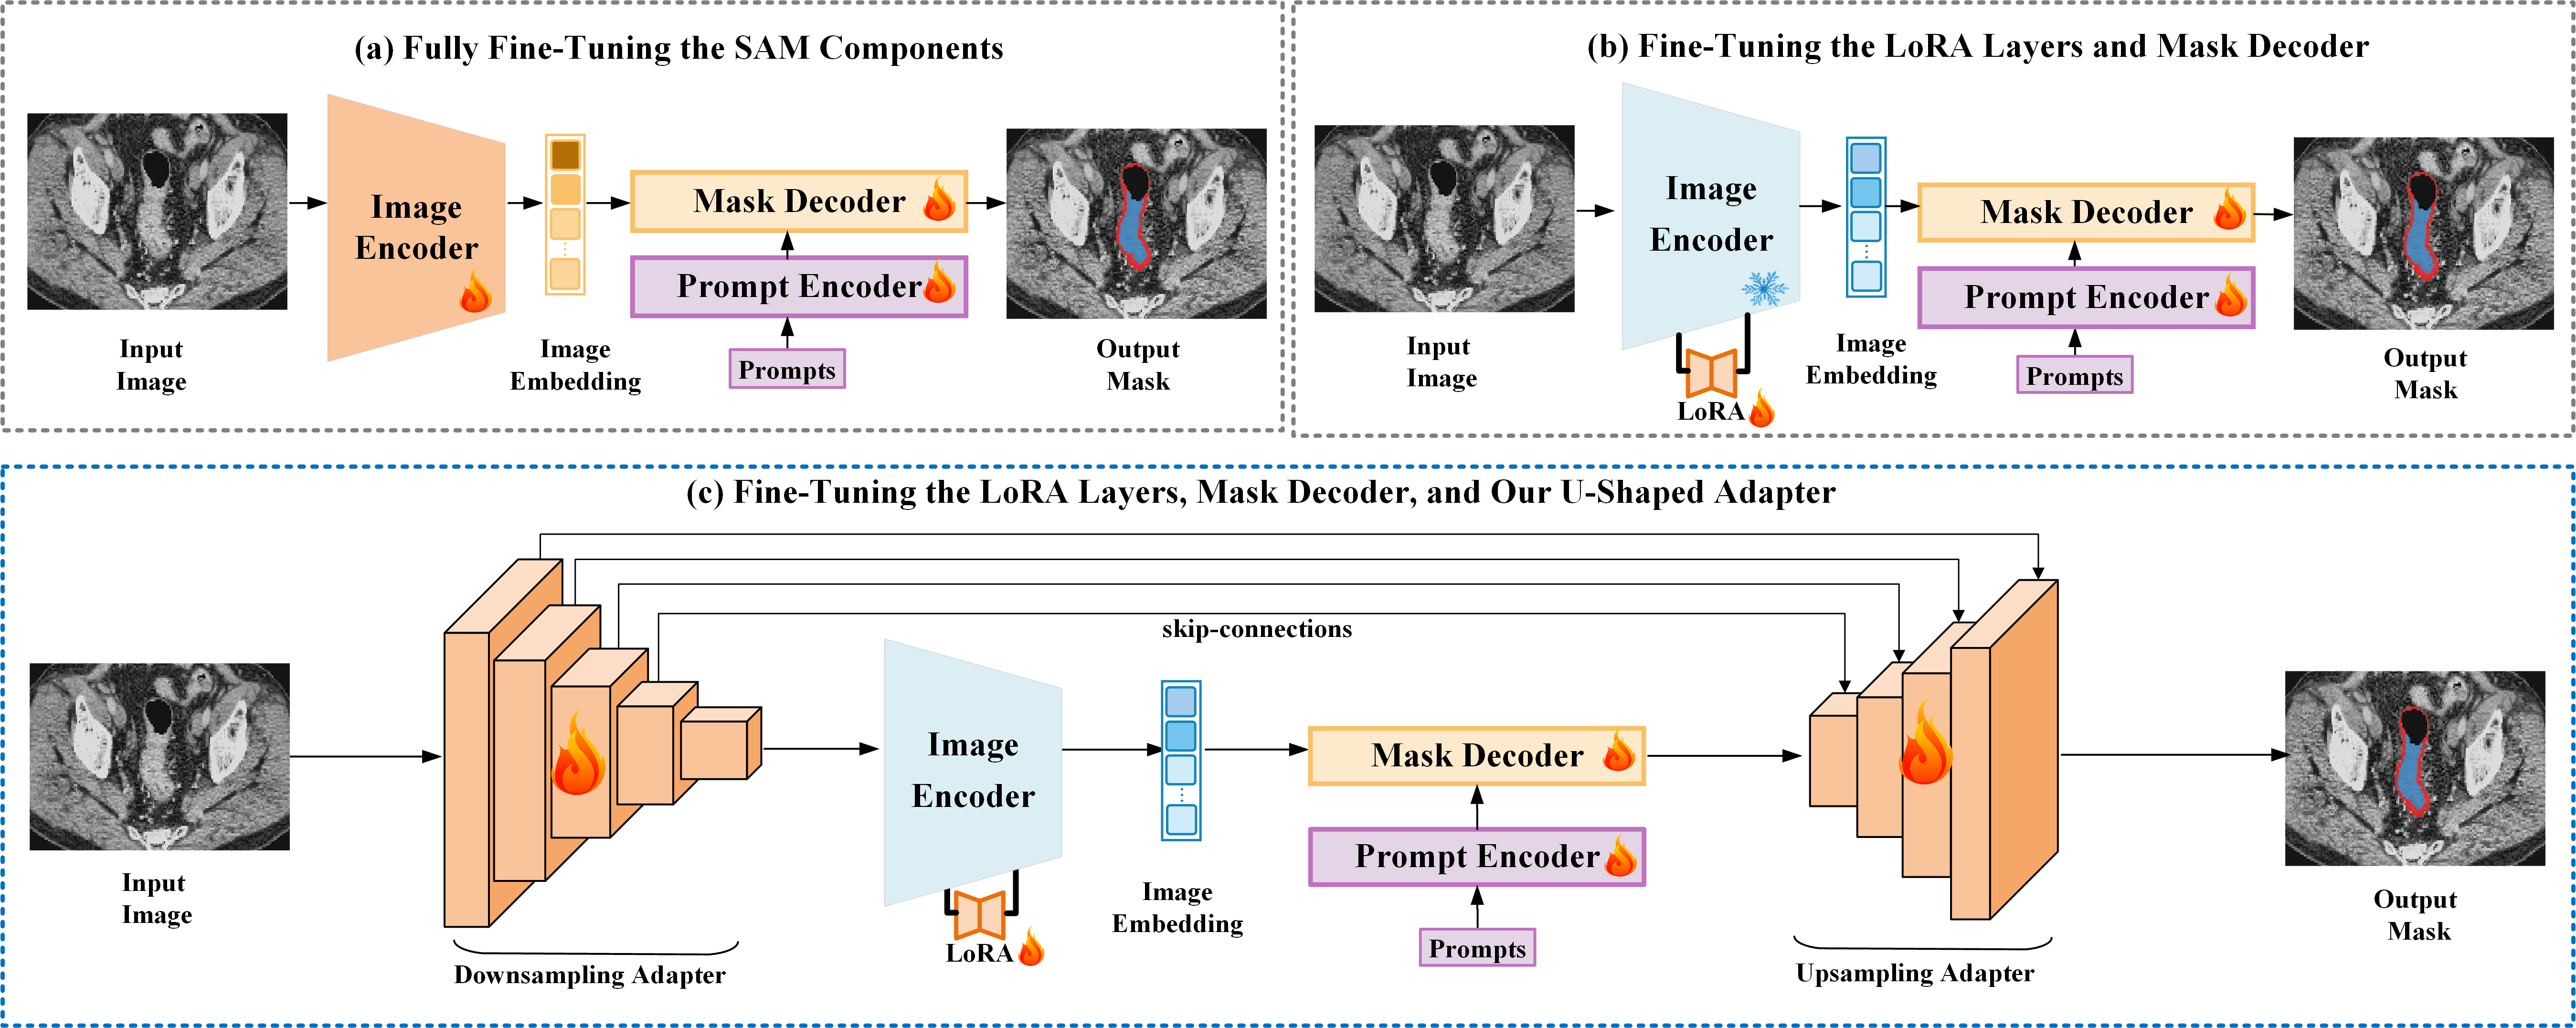 (a) Fully Fine-Tuning the SAM Components
Input
Image
Image
Encoder
Image
Embedding
Mask Decoder
Prompt Encoder
Prompts
Output
Mask
(b) Fine-Tuning the LoRA Layers and Mask Decoder
Input
Image
Image
Encoder
LoRA
Image
Embedding
Mask Decoder
Prompt Encoder
Prompts
Output
Mask
(c) Fine-Tuning the LoRA Layers, Mask Decoder, and Our U-Shaped Adapter
skip-connections
Input
Image
Downsampling Adapter
Image
Encoder
LoRA
Image
Embedding
Mask Decoder
Prompt Encoder
Prompts
Upsampling Adapter
Output
Mask